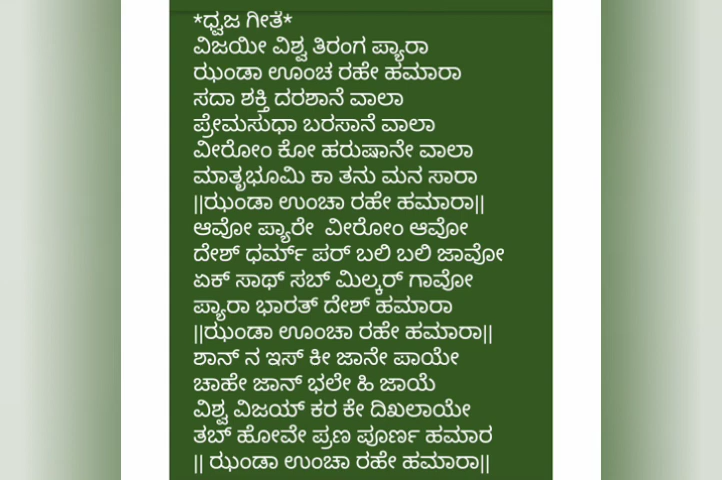 *ಧ್ವಜ ಗೀತೆ*
ವಿಜಯೀ ವಿಶ್ವ ತಿರಂಗ ಪ್ಯಾರಾ
ಝಂಡಾ ಊಂಚ ರಹೇ ಹಮಾರಾ
ಸದಾ ಶಕ್ತಿ ದರಶಾನೆ ವಾಲಾ
ಪ್ರೇಮಸುಧಾ ಬರಸಾನೆ ವಾಲಾ
ವೀರೋಂ ಕೋ ಹರುಷಾನೇ ವಾಲಾ
ಮಾತೃಭೂಮಿ ಕಾ ತನು ಮನ ಸಾರಾ
||ಝಂಡಾ ಉಂಚಾ ರಹೇ ಹಮಾರಾ||
ಆವೋ ಪ್ಯಾರೇ ವೀರೋಂ ಆವೋ
ದೇಶ್ ಧರ್ಮ್ ಪರ್ ಬಲಿ ಬಲಿ ಜಾವೋ
ಏಕ್ ಸಾಥ್ ಸಬ್ ಮಿಲ್ಕರ್ ಗಾವೋ
ಪ್ಯಾರಾ ಭಾರತ್ ದೇಶ್ ಹಮಾರಾ
||ಝಂಡಾ ಊಂಚಾ ರಹೇ ಹಮಾರಾ||
ಶಾನ್ ನ ಇಸ್ ಕೀ ಜಾನೇ ಪಾಯೇ
ಚಾಹೇ ಜಾನ್ ಭಲೇ ಹಿ ಜಾಯೆ
ವಿಶ್ವ ವಿಜಯ್ ಕರ ಕೇ ದಿಖಲಾಯೇ
ತಬ್ ಹೋವೇ ಪ್ರಣ ಪೂರ್ಣ ಹಮಾರ
|| ಝಂಡಾ ಉಂಚಾ ರಹೇ ಹಮಾರಾ||